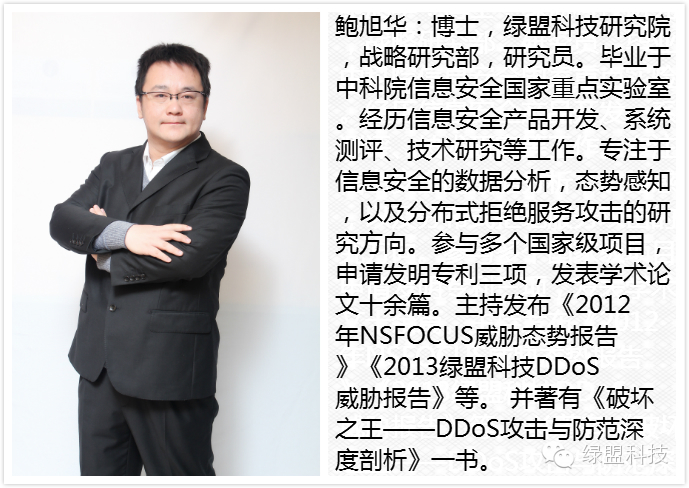 鲍旭华：博士，绿盟科技研究院
，战略研究部，研究员。毕业于
中科院信息安全国家重点实验室
。经历信息安全产品开发、系统
测评、技术研究等工作。专注于
信息安全的数据分析，态势感知
，以及分布式拒绝服务攻击的研
究方向。参与多个国家级项目，
申请发明专利三项，发表学术论
文十余篇。主持发布《2012
年NSFOCUS威胁态势报告
》《2013绿盟科技DDoS
威胁报告》等。 并著有《破坏
之王——DDoS攻击与防范深
度剖析》一书。
绿盟科技